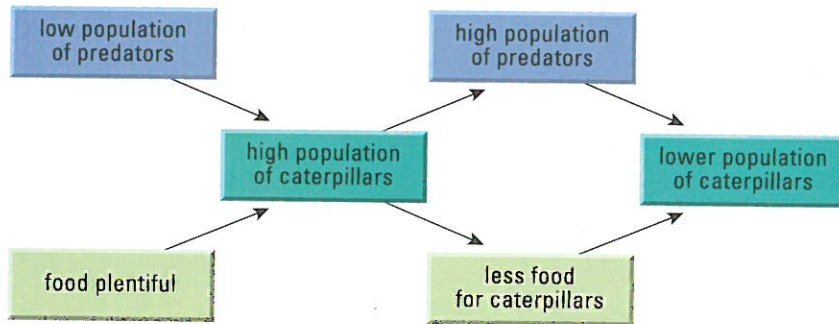 low population
of predators
high population
of predators
high population
of caterpillars
lower population
of caterpillars
food plentiful
less food
for caterpillars